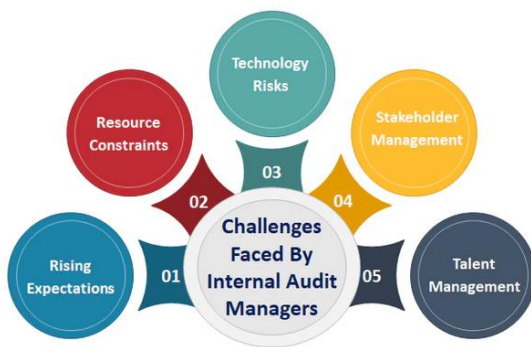 Technology
Risks
Resource
Constraints
Stakeholder
Management
03
02
04
Challenges
Faced By
Internal Audit
Managers
Rising
Expectations
01
05
Talent
Management